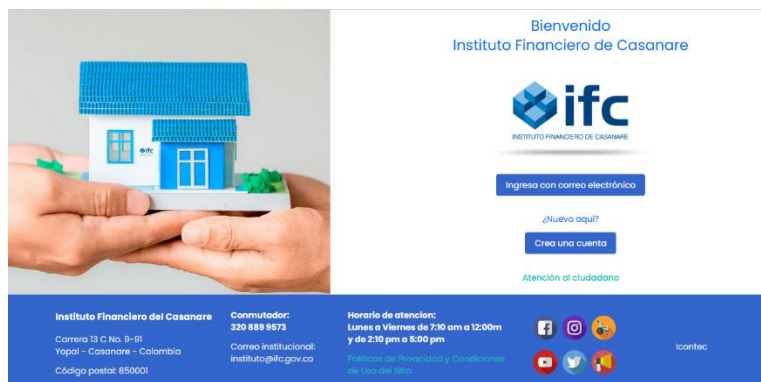 Bienvenido
Instituto Financiero de Casanare
ifc
INSTITUTO FINANCIERO DE CASANARE
ifc
Ingresa con correo electrónico
¿Nuevo aquí?
Crea una cuenta
Atención al ciudadano
Instituto Financiero del Casanare
Carrera 13 C No. 9-91
Yopal - Casanare - Colombia
Código postal: 850001
Conmutador:
320 889 9573
Correo institucional:
instituto@ifc.gov.co
Horario de atencion:
Lunes a Viernes de 7:10 am a 12:00m
y de 2:10 pm a 5:00 pm
Políticas de Privacidad y Condiciones
de Uso del Sitio
Icontec